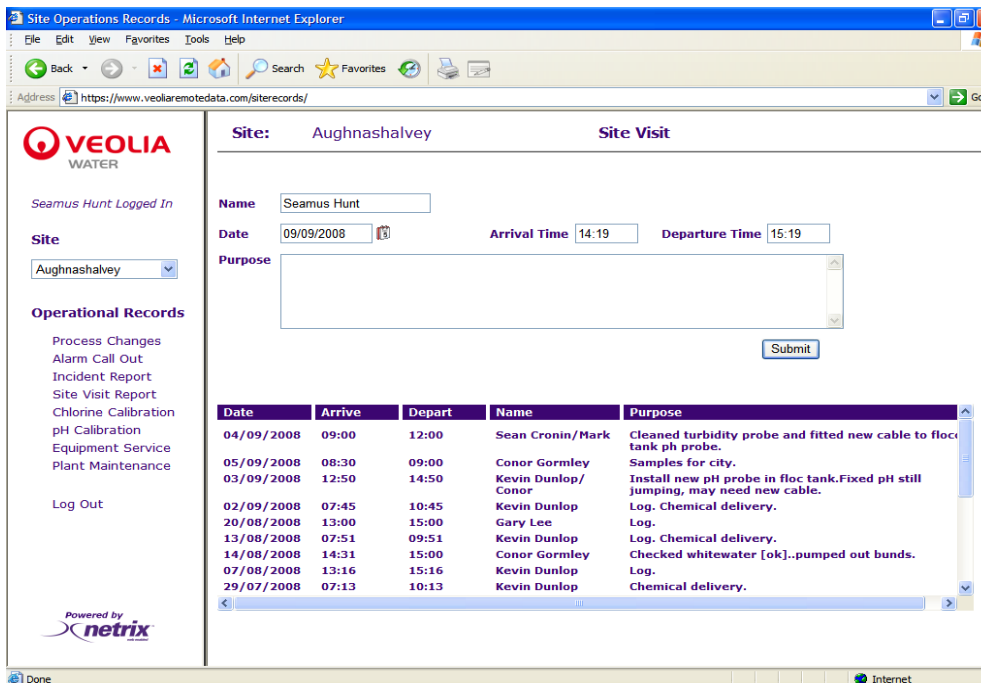 Site Operations Records - Microsoft Internet Explorer
File Edit View Favorites Tools Help
Back Search Favorites
Address https://www.veoliaremotedata.com/siterecords/ Go
VEOLIA
WATER
Seamus Hunt Logged In
Site
Aughnashalvey
Operational Records
Process Changes
Alarm Call Out
Incident Report
Site Visit Report
Chlorine Calibration
pH Calibration
Equipment Service
Plant Maintenance
Log Out
Powered by
netrix
Site: Aughnashalvey Site Visit
Name Seamus Hunt
Date 09/09/2008 Arrival Time 14:19 Departure Time 15:19
Purpose
Submit
Date Arrive Depart Name Purpose
04/09/2008 09:00 12:00 Sean Cronin/Mark Cleaned turbidity probe and fitted new cable to floc
tank ph probe.
05/09/2008 08:30 09:00 Conor Gormley Samples for city.
03/09/2008 12:50 14:50 Kevin Dunlop/ Install new pH probe in floc tank.Fixed pH still
Conor jumping, may need new cable.
02/09/2008 07:45 10:45 Kevin Dunlop Log. Chemical delivery.
20/08/2008 13:00 15:00 Gary Lee Log.
13/08/2008 07:51 09:51 Kevin Dunlop Log. Chemical delivery.
14/08/2008 14:31 15:00 Conor Gormley Checked whitewater [ok]..pumped out bunds.
07/08/2008 13:16 15:16 Kevin Dunlop Log.
29/07/2008 07:13 10:13 Kevin Dunlop Chemical delivery.
Done Internet